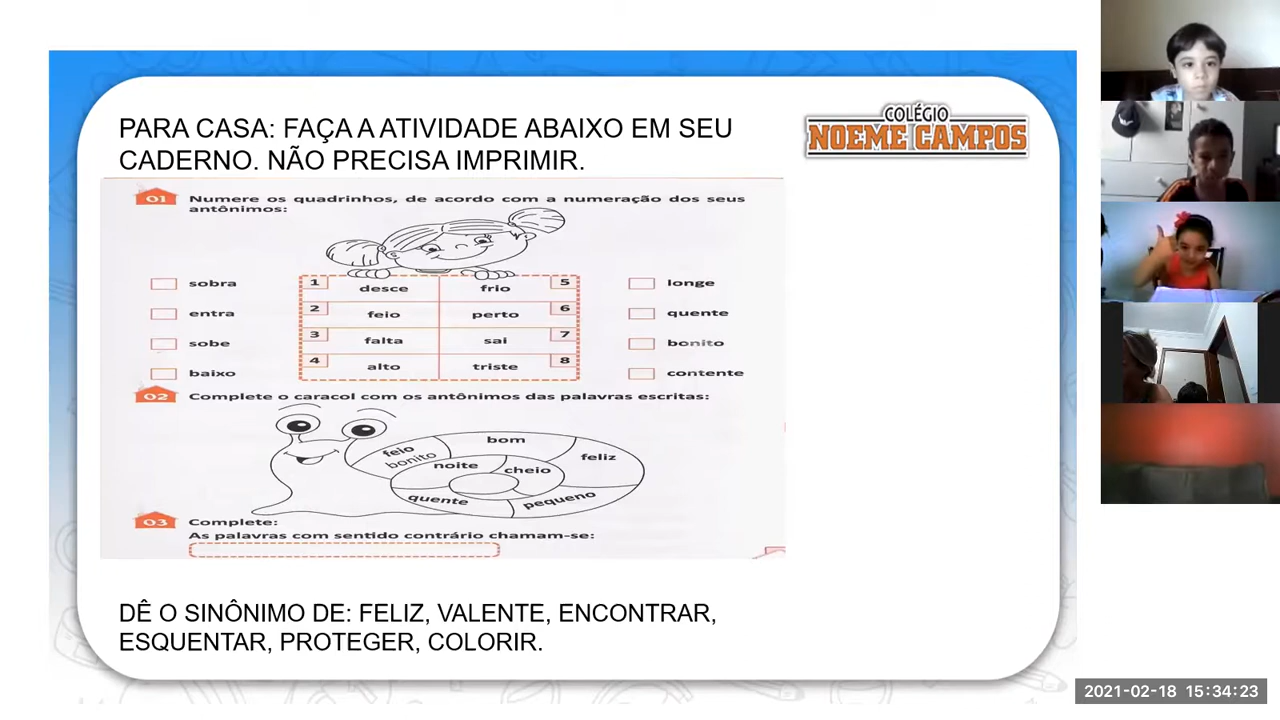 PARA CASA: FAÇA A ATIVIDADE ABAIXO EM SEU
CADERNO. NÃO PRECISA IMPRIMIR.
COLÉGIO
NOEME CAMPOS
01 Numere os quadrinhos, de acordo com a numeração dos seus
antônimos:
sobra
entra
sobe
baixo
1 desce frio 5
2 feio perto 6
3 falta sai 7
4 alto triste 8
longe
quente
bonito
contente
02 Complete o caracol com os antônimos das palavras escritas:
feio
bonito
bom
feliz
noite
cheio
quente
pequeno
03 Complete:
As palavras com sentido contrário chamam-se:
DÊ O SINÔNIMO DE: FELIZ, VALENTE, ENCONTRAR,
ESQUENTAR, PROTEGER, COLORIR.
2021-02-18 15:34:23